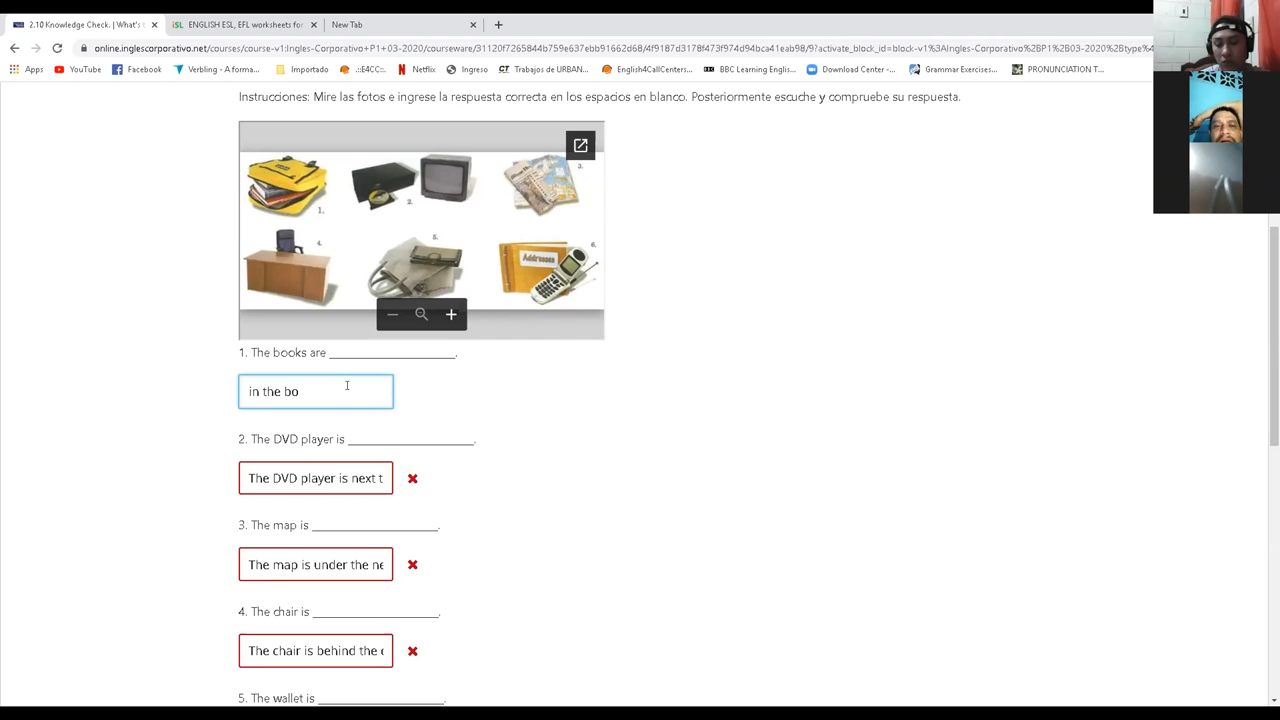 2.10 Knowledge Check. | What's t
ENGLISH ESL, EFL worksheets for
New Tab
online.inglescorporativo.net/courses/course-v1:Ingles-Corporativo+P1+03-2020/courseware/31120f7265844b759e637ebb91662d68/4f9187d3178f473f974d94bca41eab98/9?activate_block_id=block-v1%3AIngles-Corporativo%2BP1%2B03-2020%2Btype%
Apps
YouTube
Facebook
Verbling - A forma...
Importado
.::E4CC::.
Netflix
Ingreso
Trabajos de URBAN...
English4CallCenters...
BBC Learning Englis...
Download Center -...
Grammar Exercises...
PRONUNCIATION T...
Instrucciones: Mire las fotos e ingrese la respuesta correcta en los espacios en blanco. Posteriormente escuche y compruebe su respuesta.
1.
2.
3.
4.
5.
6.
Addresses
1. The books are ____________________.
in the bo
2. The DVD player is ____________________.
The DVD player is next t
3. The map is ____________________.
The map is under the ne
4. The chair is ____________________.
The chair is behind the d
5. The wallet is ____________________.